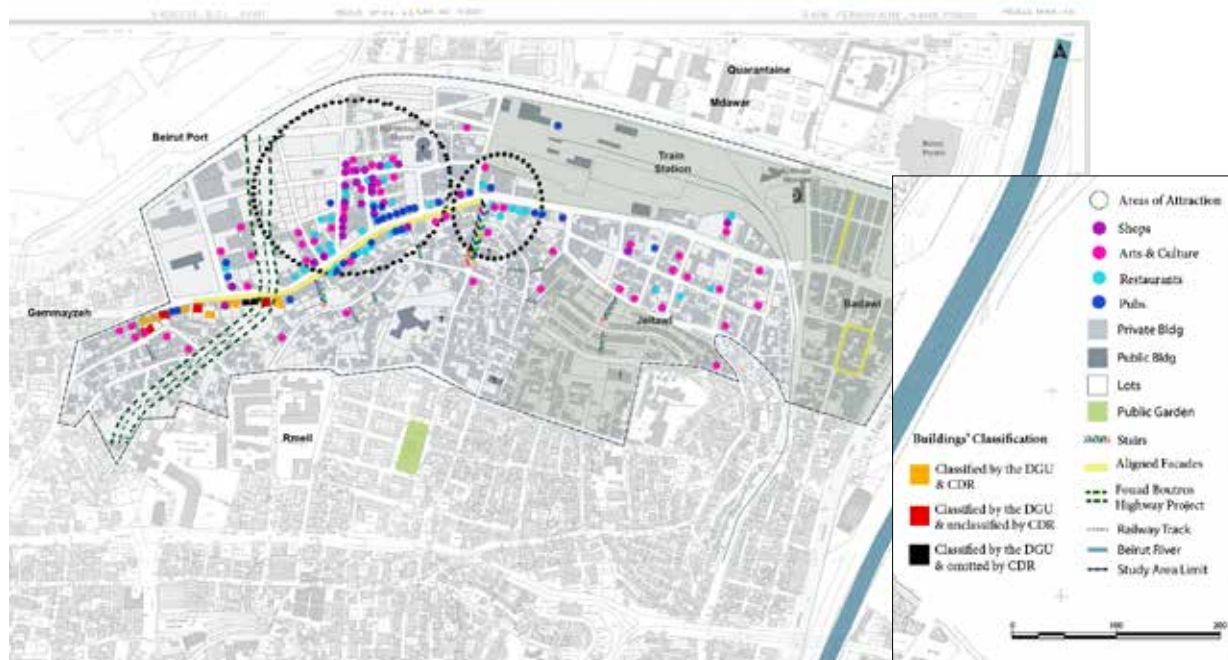 Quarantaine
Mdawar
Beirut Port
Train
Station
Gemmayzeh
Jeitawi
Badawi
Rmeil
Areas of Attraction
Shops
Arts & Culture
Restaurants
Pubs
Private Bldg
Public Bldg
Lots
Public Garden
Stairs
Aligned Facades
Fouad Boutros
Highway Project
Railway Track
Beirut River
Study Area Limit
Buildings' Classification
Classified by the DGU
& CDR
Classified by the DGU
& unclassified by CDR
Classified by the DGU
& omitted by CDR
0 100 200